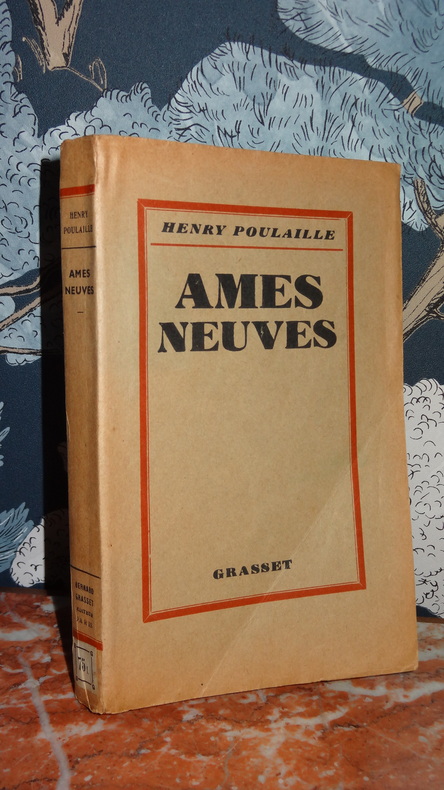 HENRY POULAILLE
AMES
NEUVES
GRASSET
HENRY
POULAILLE
AMES
NEUVES
BERNARD
GRASSET